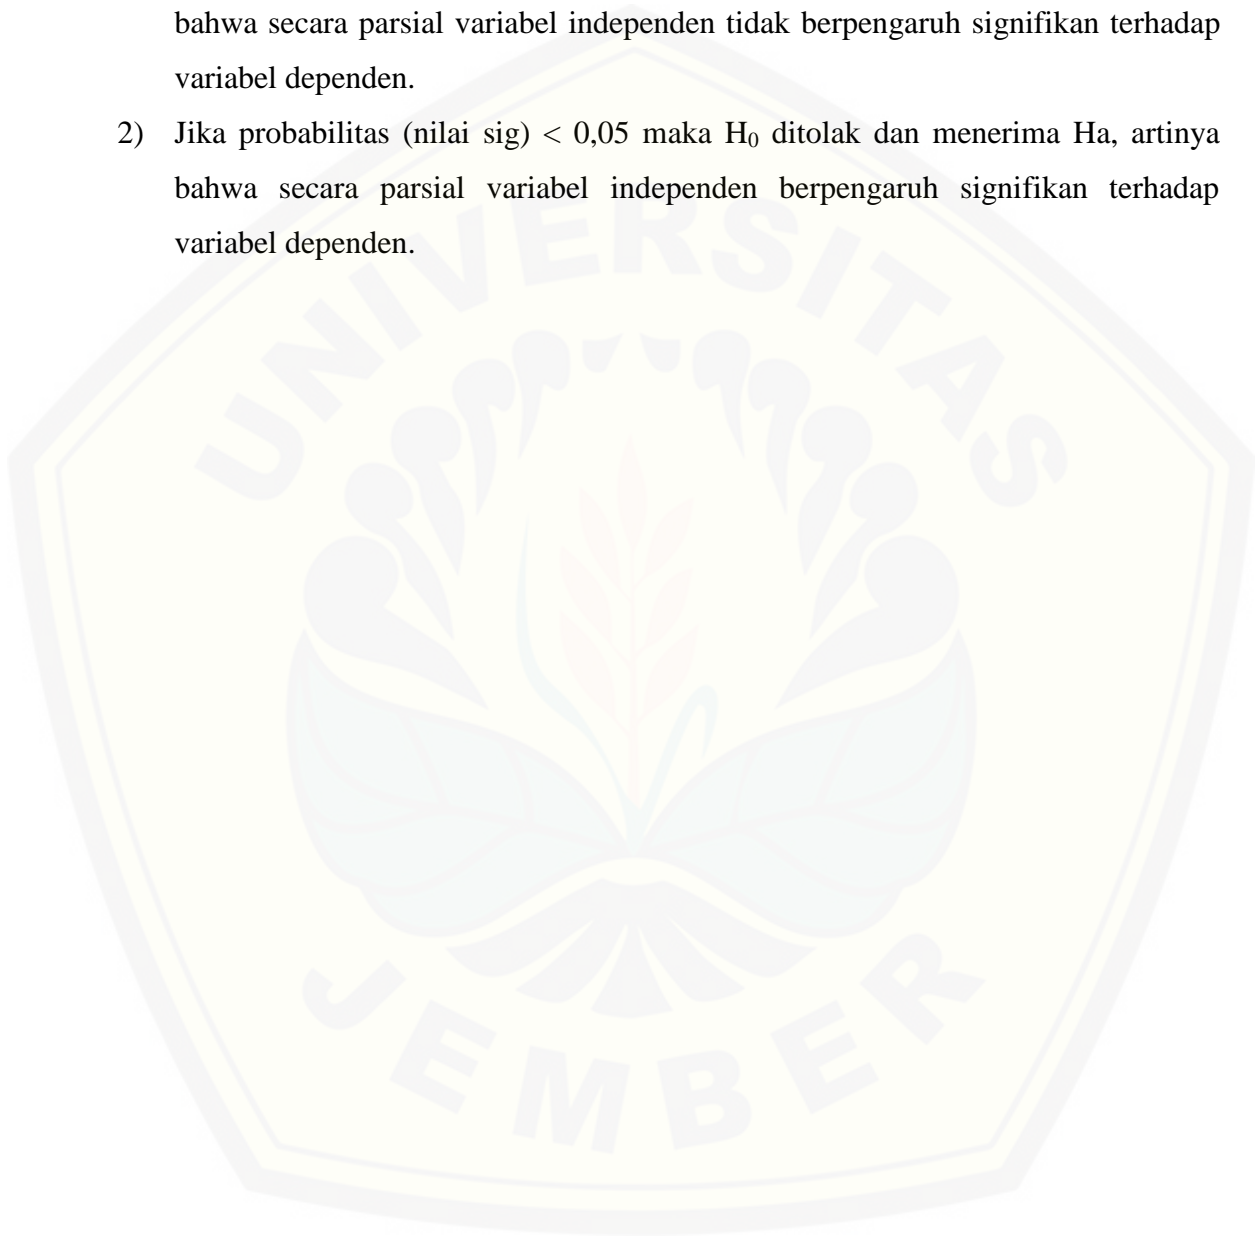 bahwa secara parsial variabel independen tidak berpengaruh signifikan terhadap
variabel dependen.
2) Jika probabilitas (nilai sig) < 0,05 maka H₀ ditolak dan menerima Ha, artinya
bahwa secara parsial variabel independen berpengaruh signifikan terhadap
variabel dependen.
UNIVERSITAS
JEMBER